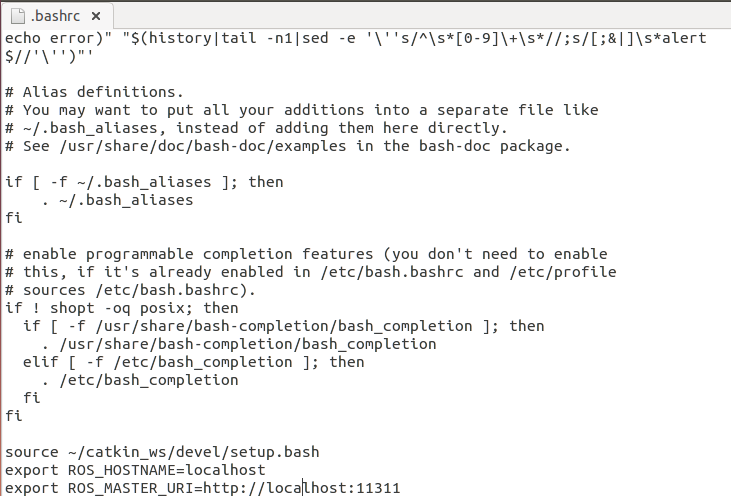 .bashrc ×
echo error)" "$(history|tail -n1|sed -e '\''s/^\s*[0-9]\+\s*//;s/[;&|]\s*alert
$//'\'')"'
# Alias definitions.
# You may want to put all your additions into a separate file like
# ~/.bash_aliases, instead of adding them here directly.
# See /usr/share/doc/bash-doc/examples in the bash-doc package.
if [ -f ~/.bash_aliases ]; then
    . ~/.bash_aliases
fi
# enable programmable completion features (you don't need to enable
# this, if it's already enabled in /etc/bash.bashrc and /etc/profile
# sources /etc/bash.bashrc).
if ! shopt -oq posix; then
  if [ -f /usr/share/bash-completion/bash_completion ]; then
    . /usr/share/bash-completion/bash_completion
  elif [ -f /etc/bash_completion ]; then
    . /etc/bash_completion
  fi
fi
source ~/catkin_ws/devel/setup.bash
export ROS_HOSTNAME=localhost
export ROS_MASTER_URI=http://localhost:11311